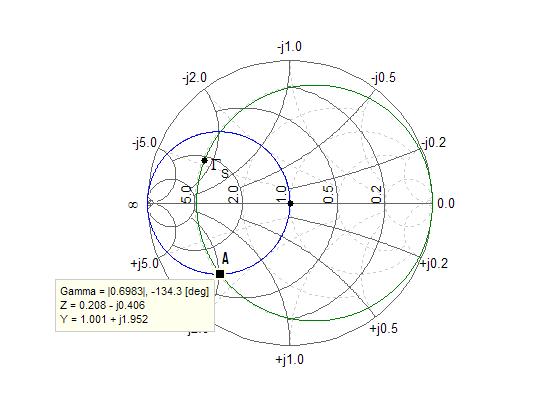 -j1.0
-j2.0
-j0.5
-j5.0
-j0.2
Γs
∞
5.0
2.0
1.0
0.5
0.2
0.0
A
+j5.0
+j0.2
Gamma = |0.6983|, -134.3 [deg]
Z = 0.208 - j0.406
Y = 1.001 + j1.952
+j0.5
+j1.0